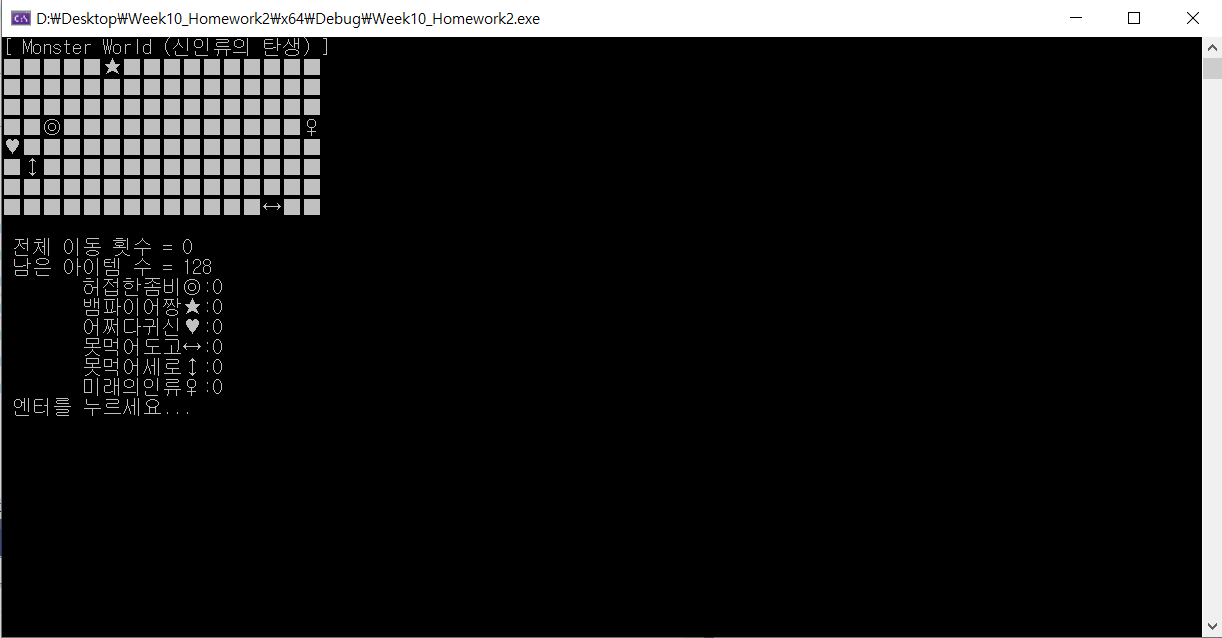 D:₩Desktop₩Week10_Homework2₩x64₩Debug₩Week10_Homework2.exe
[ Monster World (신인류의 탄생) ]
■■■■■★■■■■■■■■■■
■■■■■■■■■■■■■■■■
■■■■■■■■■■■■■■■■
■■◎■■■■■■■■■■■■♀
♥■■■■■■■■■■■■■■■
■↕■■■■■■■■■■■■■■
■■■■■■■■■■■■■■■■
■■■■■■■■■■■■■↔■■
전체 이동 횟수 = 0
남은 아이템 수 = 128
허접한좀비◎:0
뱀파이어짱★:0
어쩌다귀신♥:0
못먹어도고↔:0
못먹어세로↕:0
미래의인류♀:0
엔터를 누르세요...